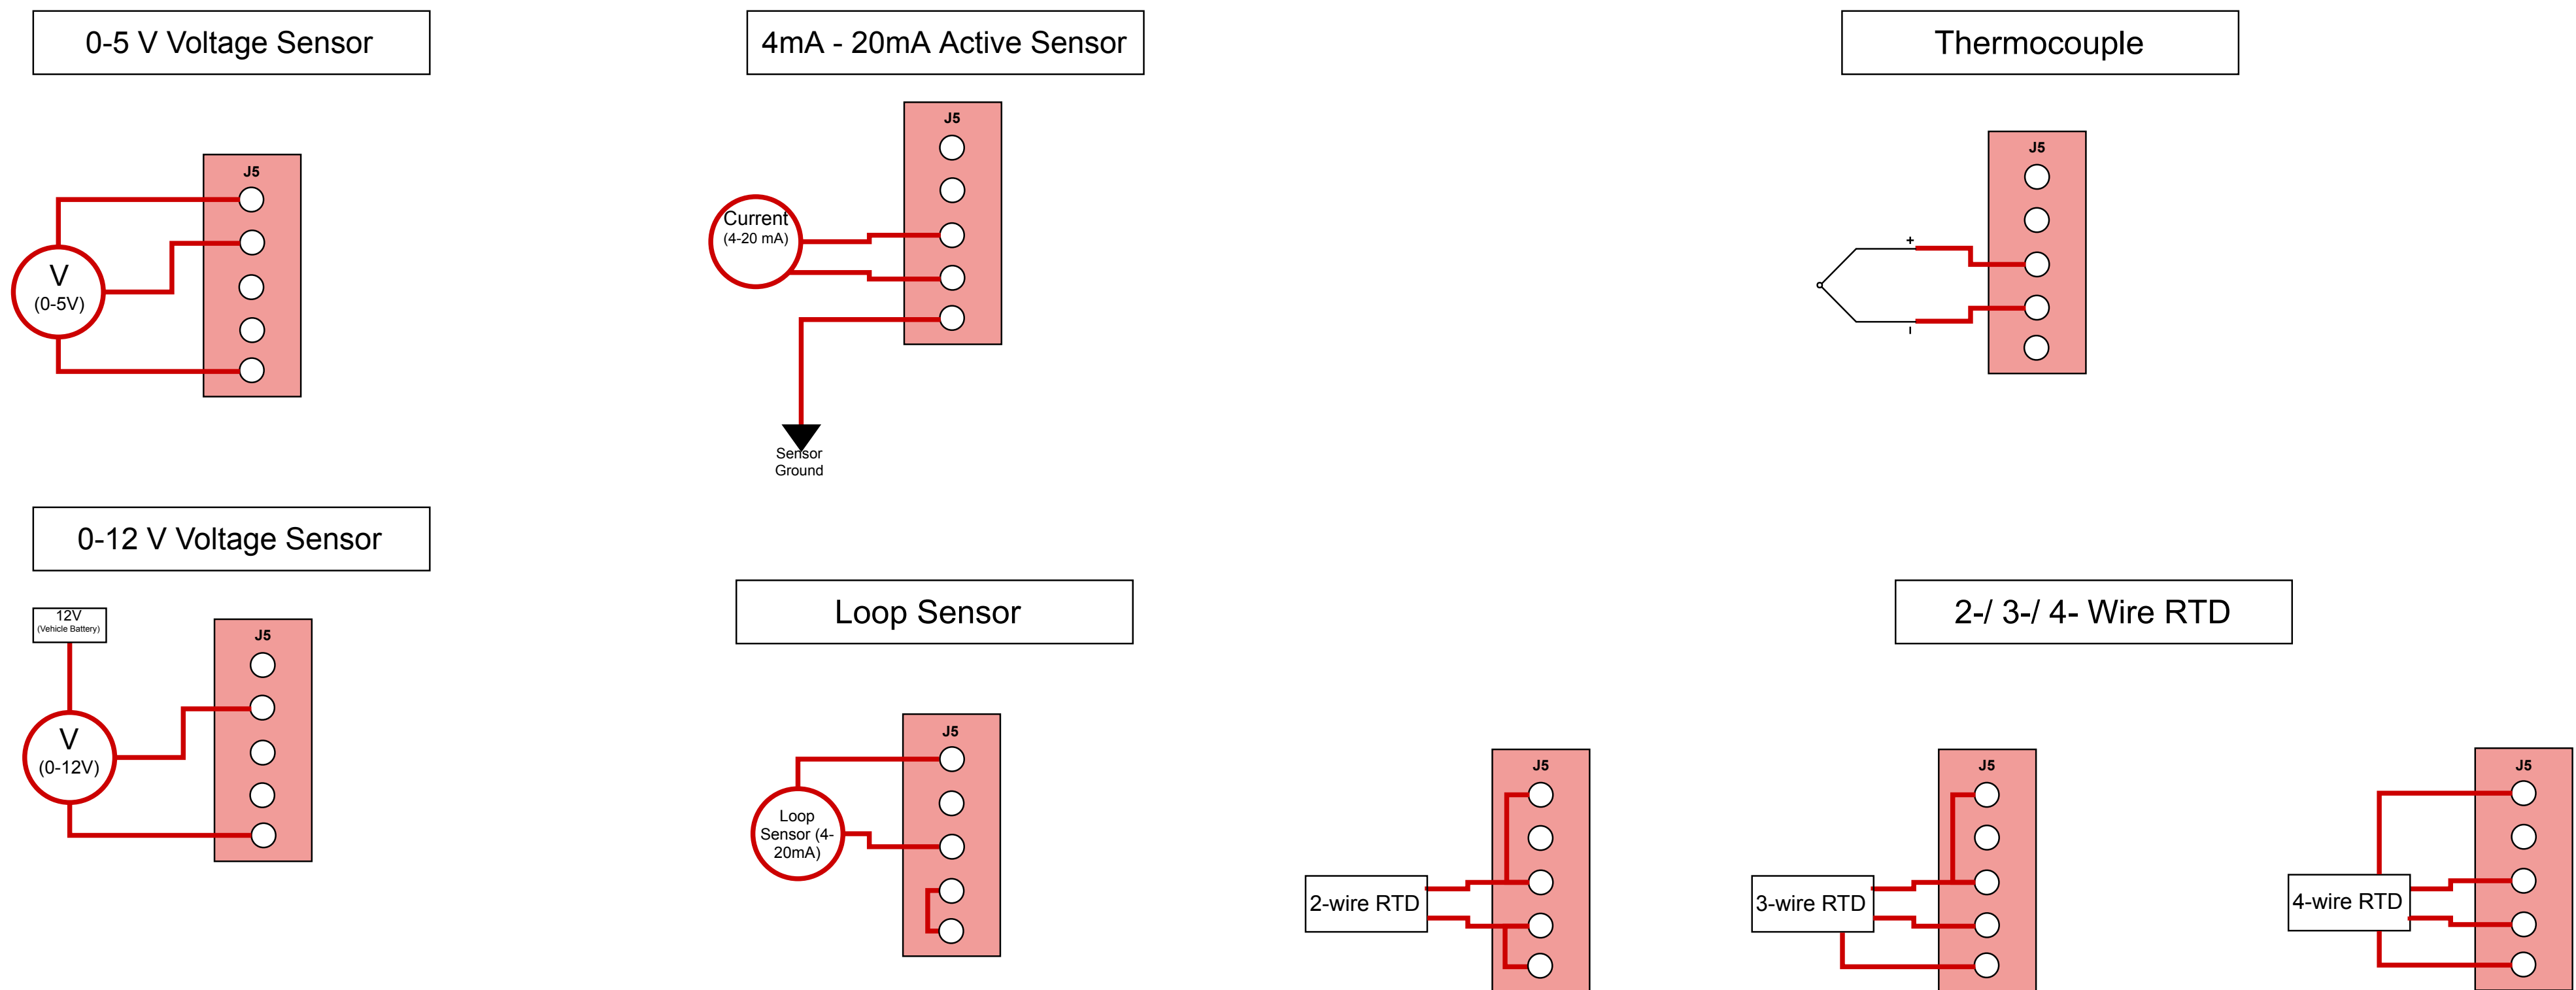 0-5 V Voltage Sensor
J5
V
(0-5V)
4mA - 20mA Active Sensor
J5
Current
(4-20 mA)
Sensor
Ground
Thermocouple
J5
+
-
0-12 V Voltage Sensor
12V
(Vehicle Battery)
J5
V
(0-12V)
Loop Sensor
J5
Loop
Sensor (4-
20mA)
2-/ 3-/ 4- Wire RTD
J5
2-wire RTD
J5
3-wire RTD
J5
4-wire RTD